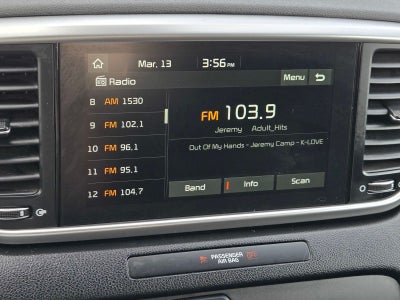 Mar. 13 3:56 PM
Radio Menu
8 AM 1530
9 FM 102.1
10 FM 96.1
11 FM 95.1
12 FM 104.7
FM 103.9
Jeremy Adult_Hits
Out Of My Hands - Jeremy Camp - K-LOVE
Band Info Scan
PASSENGER AIR BAG OFF